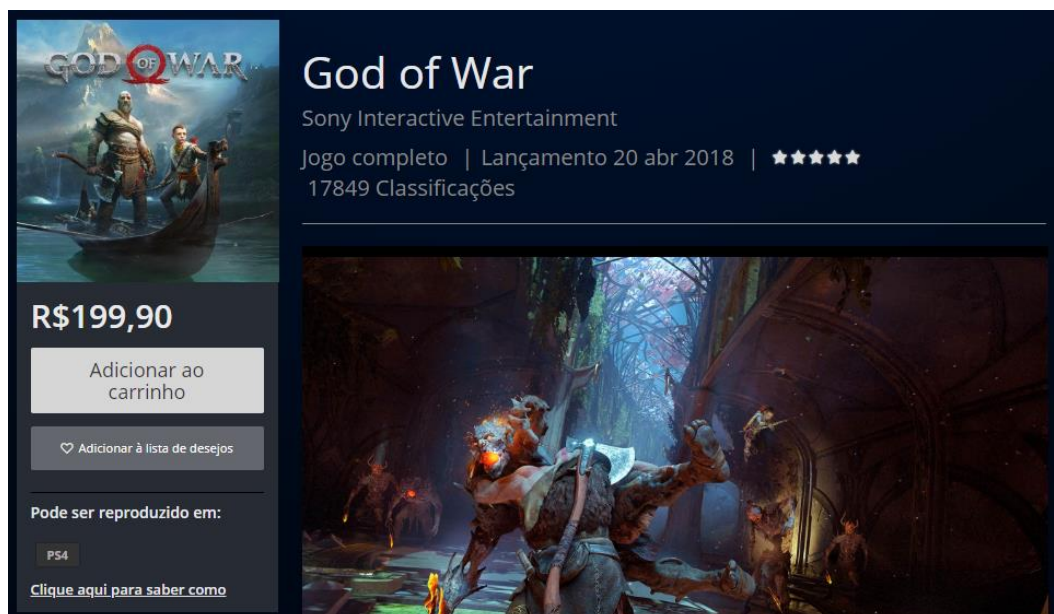 GOD OF WAR
God of War
Sony Interactive Entertainment
Jogo completo | Lançamento 20 abr 2018 | ★★★★★
17849 Classificações
R$199,90
Adicionar ao
carrinho
♡ Adicionar à lista de desejos
Pode ser reproduzido em:
PS4
Clique aqui para saber como